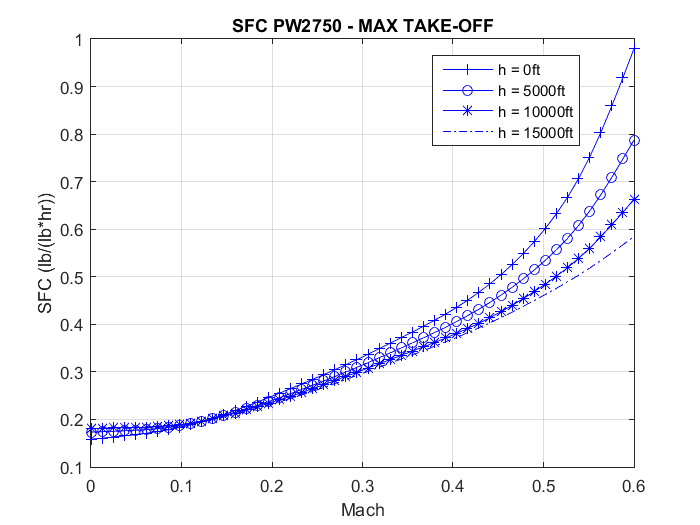 SFC PW2750 - MAX TAKE-OFF
1
0.9
0.8
0.7
0.6
0.5
0.4
0.3
0.2
0.1
SFC (lb/(lb*hr))
h = 0ft
h = 5000ft
h = 10000ft
h = 15000ft
0 0.1 0.2 0.3 0.4 0.5 0.6
Mach